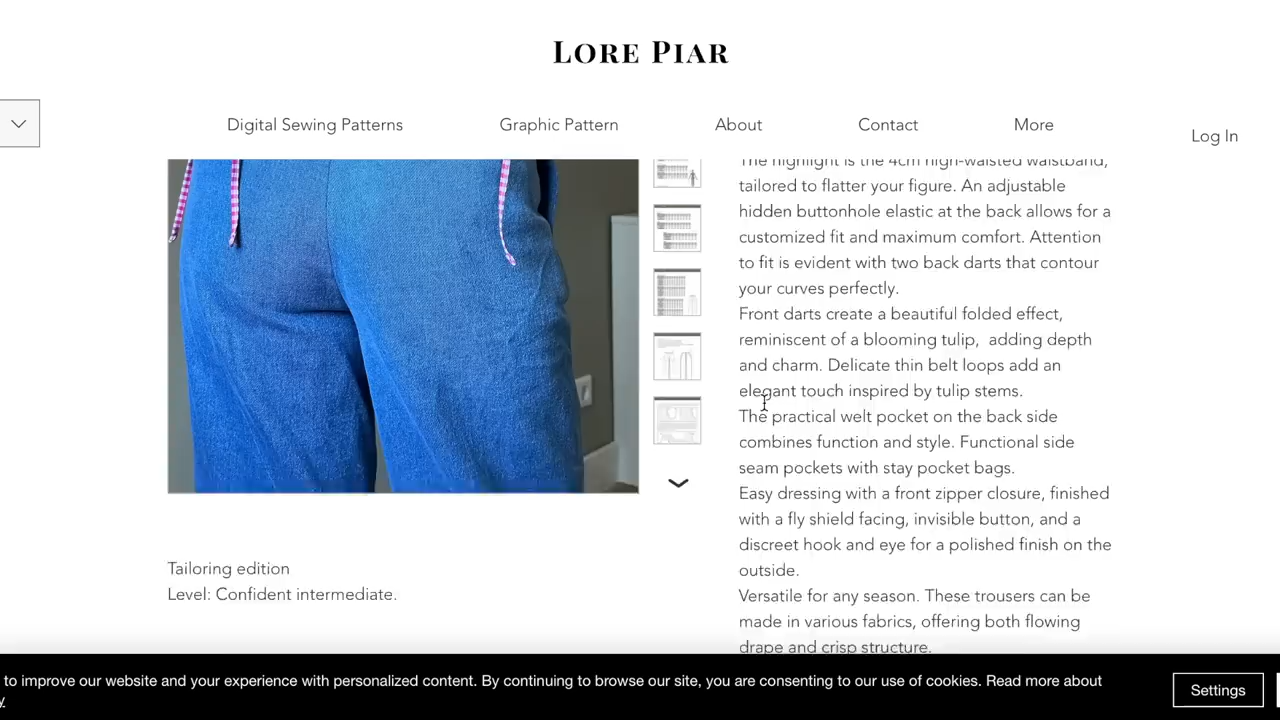 LORE PIAR
Digital Sewing Patterns
Graphic Pattern
About
Contact
More
Log In
The highlight is the 4cm high-waisted waistband,
tailored to flatter your figure. An adjustable
hidden buttonhole elastic at the back allows for a
customized fit and maximum comfort. Attention
to fit is evident with two back darts that contour
your curves perfectly.
Front darts create a beautiful folded effect,
reminiscent of a blooming tulip,  adding depth
and charm. Delicate thin belt loops add an
elegant touch inspired by tulip stems.
The practical welt pocket on the back side
combines function and style. Functional side
seam pockets with stay pocket bags.
Easy dressing with a front zipper closure, finished
with a fly shield facing, invisible button, and a
discreet hook and eye for a polished finish on the
outside.
Versatile for any season. These trousers can be
made in various fabrics, offering both flowing
drape and crisp structure.
Tailoring edition
Level: Confident intermediate.
to improve our website and your experience with personalized content. By continuing to browse our site, you are consenting to our use of cookies. Read more about
Settings